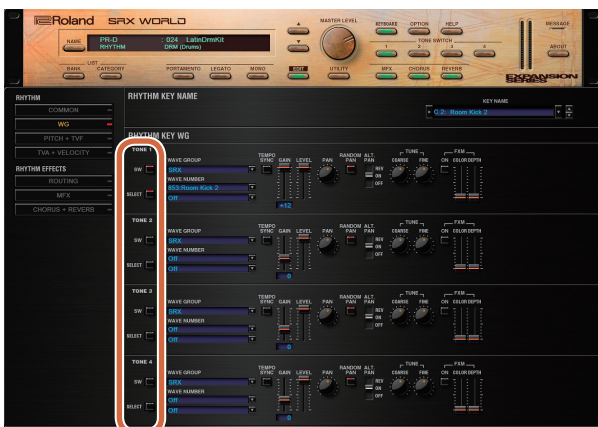 Roland SRX WORLD
MASTER LEVEL
KEYBOARD OPTION HELP
MESSAGE
NAME
PR-D : 024 LatinDrmKit
RHYTHM DRM (Drums)
TONE SWITCH
1 2 3 4
ABOUT
LIST
BANK CATEGORY PORTAMENTO LEGATO MONO EDIT UTILITY MFX CHORUS REVERB
EXPANSION
SERIES
RHYTHM
COMMON
WG
PITCH + TVF
TVA + VELOCITY
RHYTHM EFFECTS
ROUTING
MFX
CHORUS + REVERB
RHYTHM KEY NAME
KEY NAME
C 2: Room Kick 2
RHYTHM KEY WG
TONE 1
SW
SELECT
WAVE GROUP
SRX
WAVE NUMBER
853:Room Kick 2
Off
TEMPO SYNC GAIN LEVEL PAN RANDOM PAN ALT. PAN
REV
ON
OFF
TUNE
COARSE FINE
FXM
ON COLOR DEPTH
+12
TONE 2
SW
SELECT
WAVE GROUP
SRX
WAVE NUMBER
Off
Off
TEMPO SYNC GAIN LEVEL PAN RANDOM PAN ALT. PAN
REV
ON
OFF
TUNE
COARSE FINE
FXM
ON COLOR DEPTH
0
TONE 3
SW
SELECT
WAVE GROUP
SRX
WAVE NUMBER
Off
Off
TEMPO SYNC GAIN LEVEL PAN RANDOM PAN ALT. PAN
REV
ON
OFF
TUNE
COARSE FINE
FXM
ON COLOR DEPTH
0
TONE 4
SW
SELECT
WAVE GROUP
SRX
WAVE NUMBER
Off
Off
TEMPO SYNC GAIN LEVEL PAN RANDOM PAN ALT. PAN
REV
ON
OFF
TUNE
COARSE FINE
FXM
ON COLOR DEPTH
0